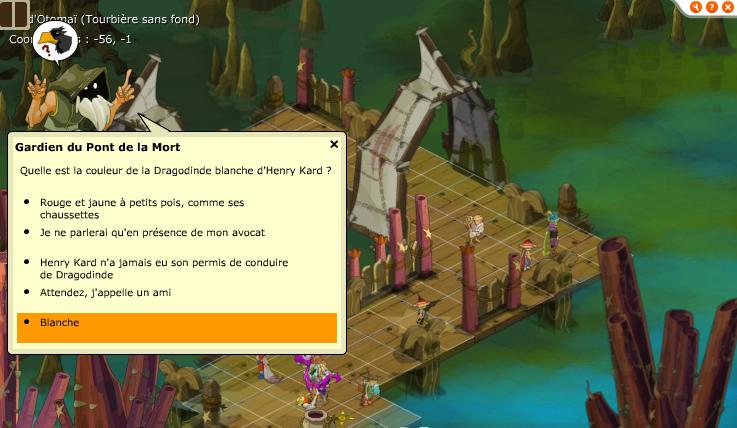 d'Otomaï (Tourbière sans fond)
Coor s : -56, -1
?
Gardien du Pont de la Mort
Quelle est la couleur de la Dragodinde blanche d'Henry Kard ?
• Rouge et jaune à petits pois, comme ses
chaussettes
• Je ne parlerai qu'en présence de mon avocat
• Henry Kard n'a jamais eu son permis de conduire
de Dragodinde
• Attendez, j'appelle un ami
• Blanche